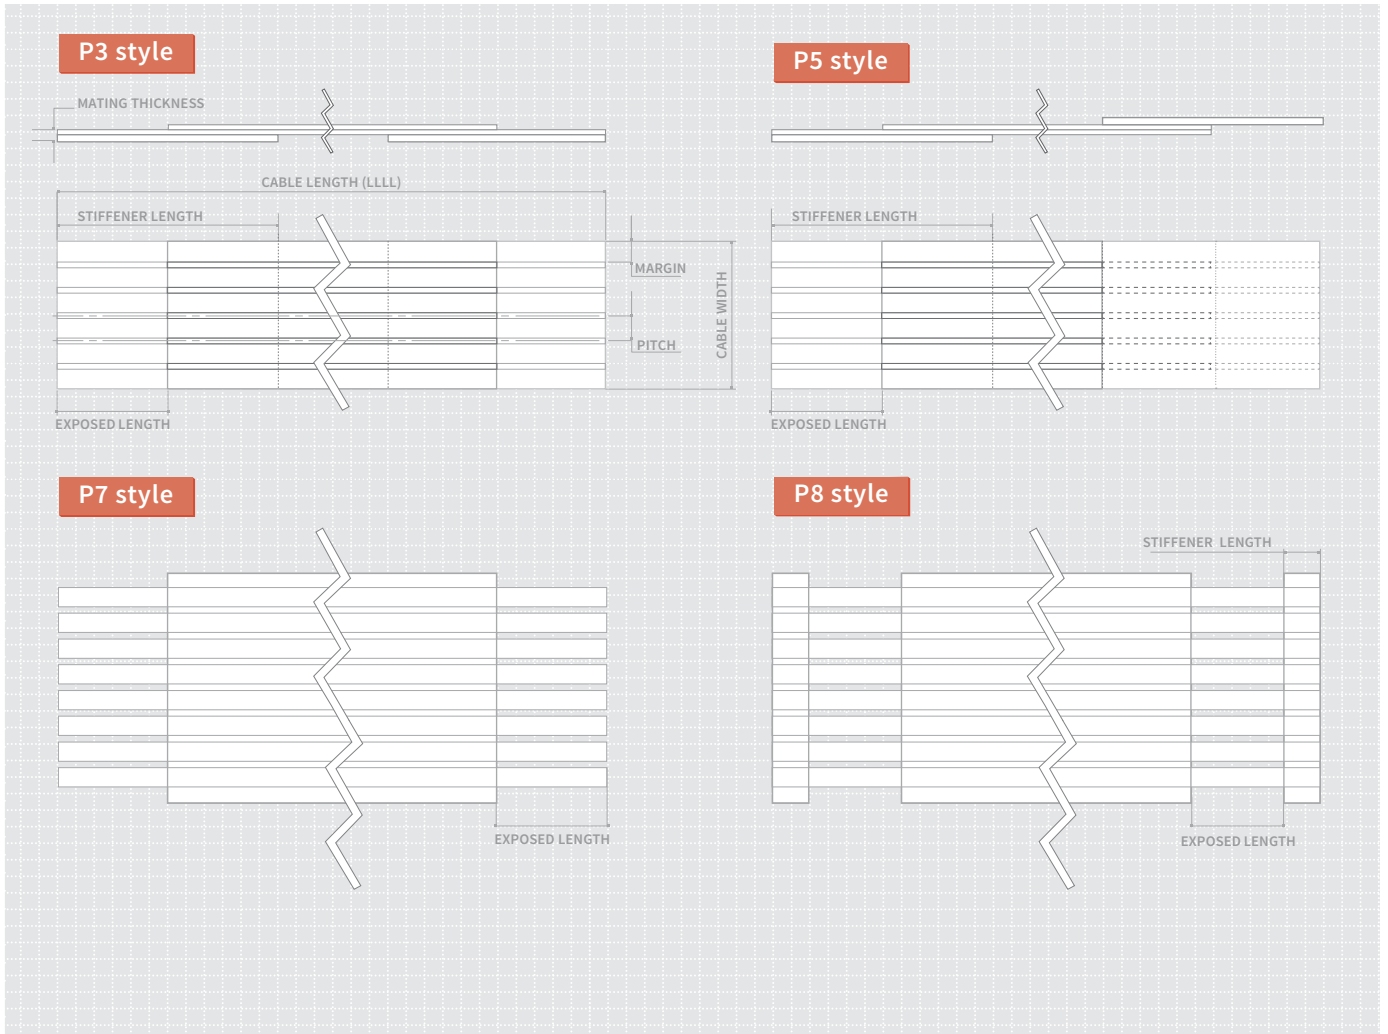 P3 style
MATING THICKNESS
CABLE LENGTH (LLLL)
STIFFENER LENGTH
MARGIN
CABLE WIDTH
PITCH
EXPOSED LENGTH
P5 style
STIFFENER LENGTH
EXPOSED LENGTH
P7 style
EXPOSED LENGTH
P8 style
STIFFENER LENGTH
EXPOSED LENGTH